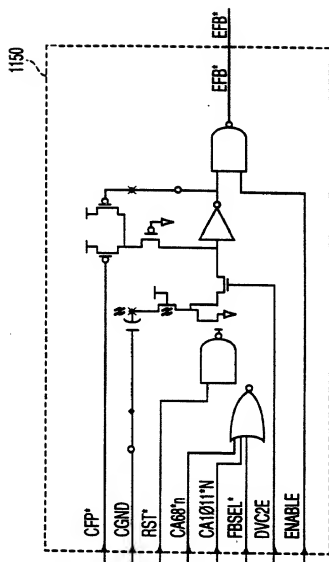 1150
EFB*
EFB*
CFP*
CGND
RST*
CA68*n
CA1011*N
FBSEL*
DVC2E
ENABLE